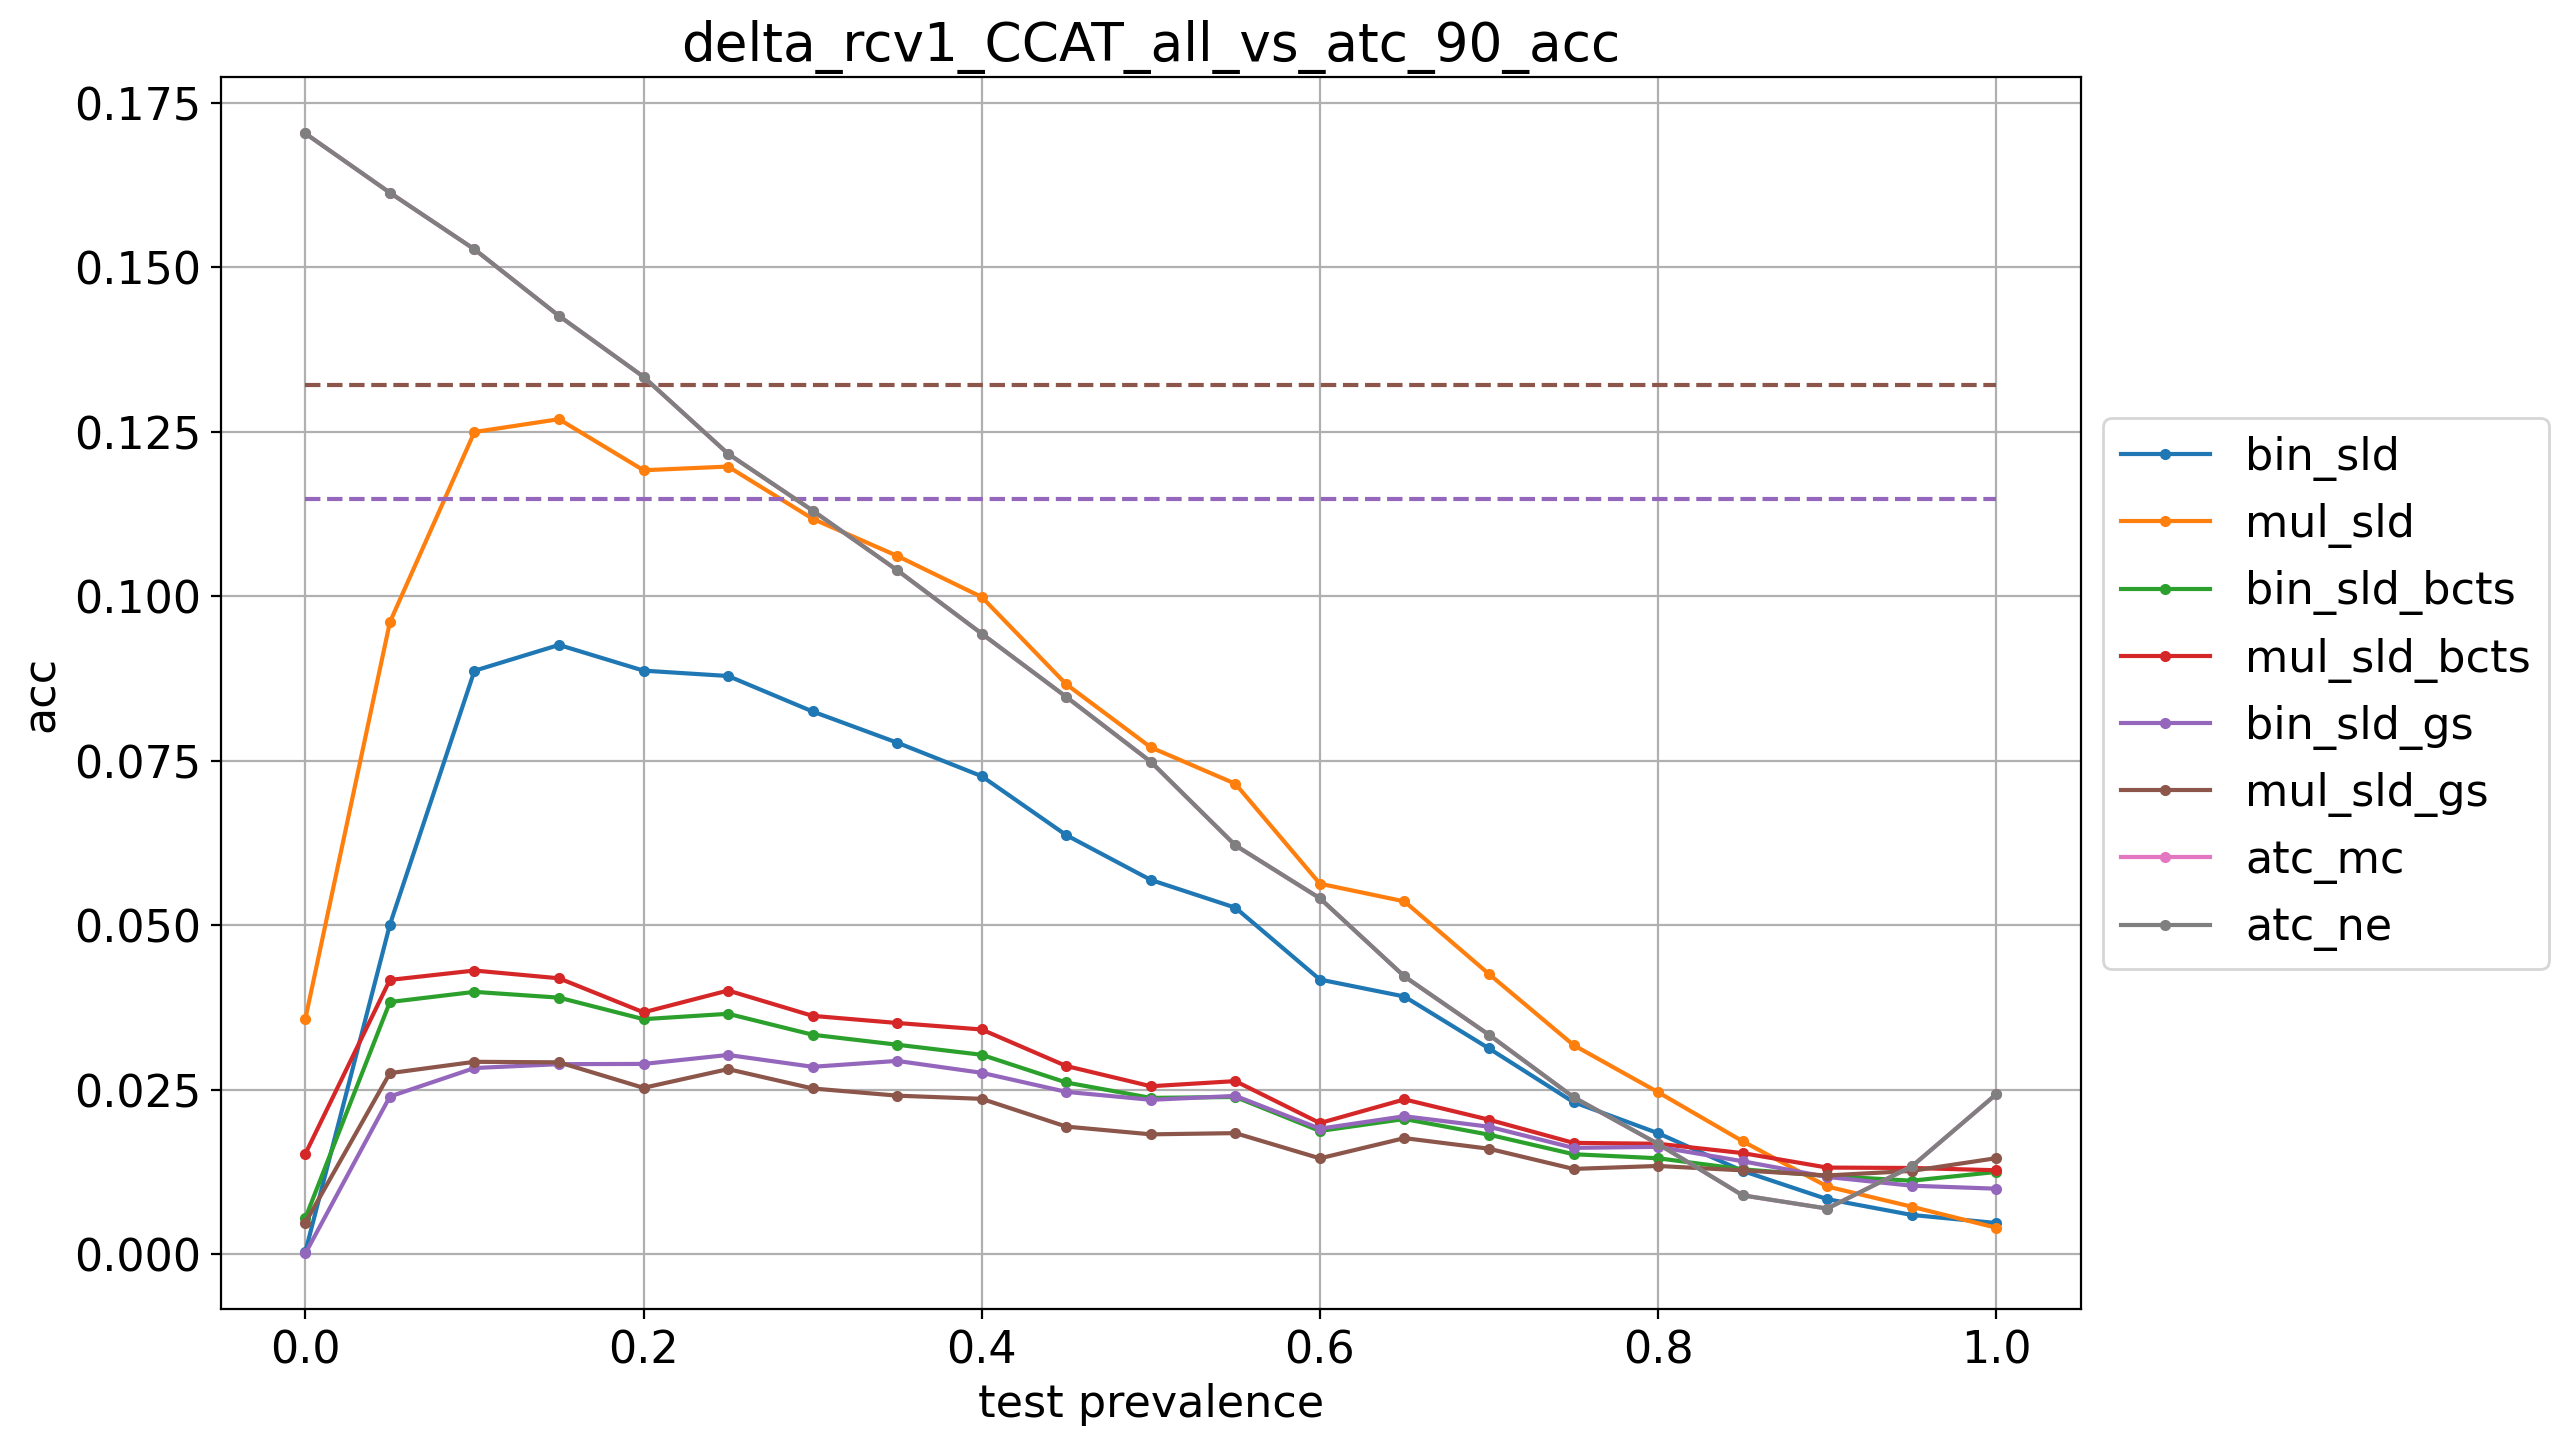 delta_rcv1_CCAT_all_vs_atc_90_acc
0.175
0.150
0.125
0.100
0.075
0.050
0.025
0.000
acc
0.0 0.2 0.4 0.6 0.8 1.0
test prevalence
bin_sld
mul_sld
bin_sld_bcts
mul_sld_bcts
bin_sld_gs
mul_sld_gs
atc_mc
atc_ne